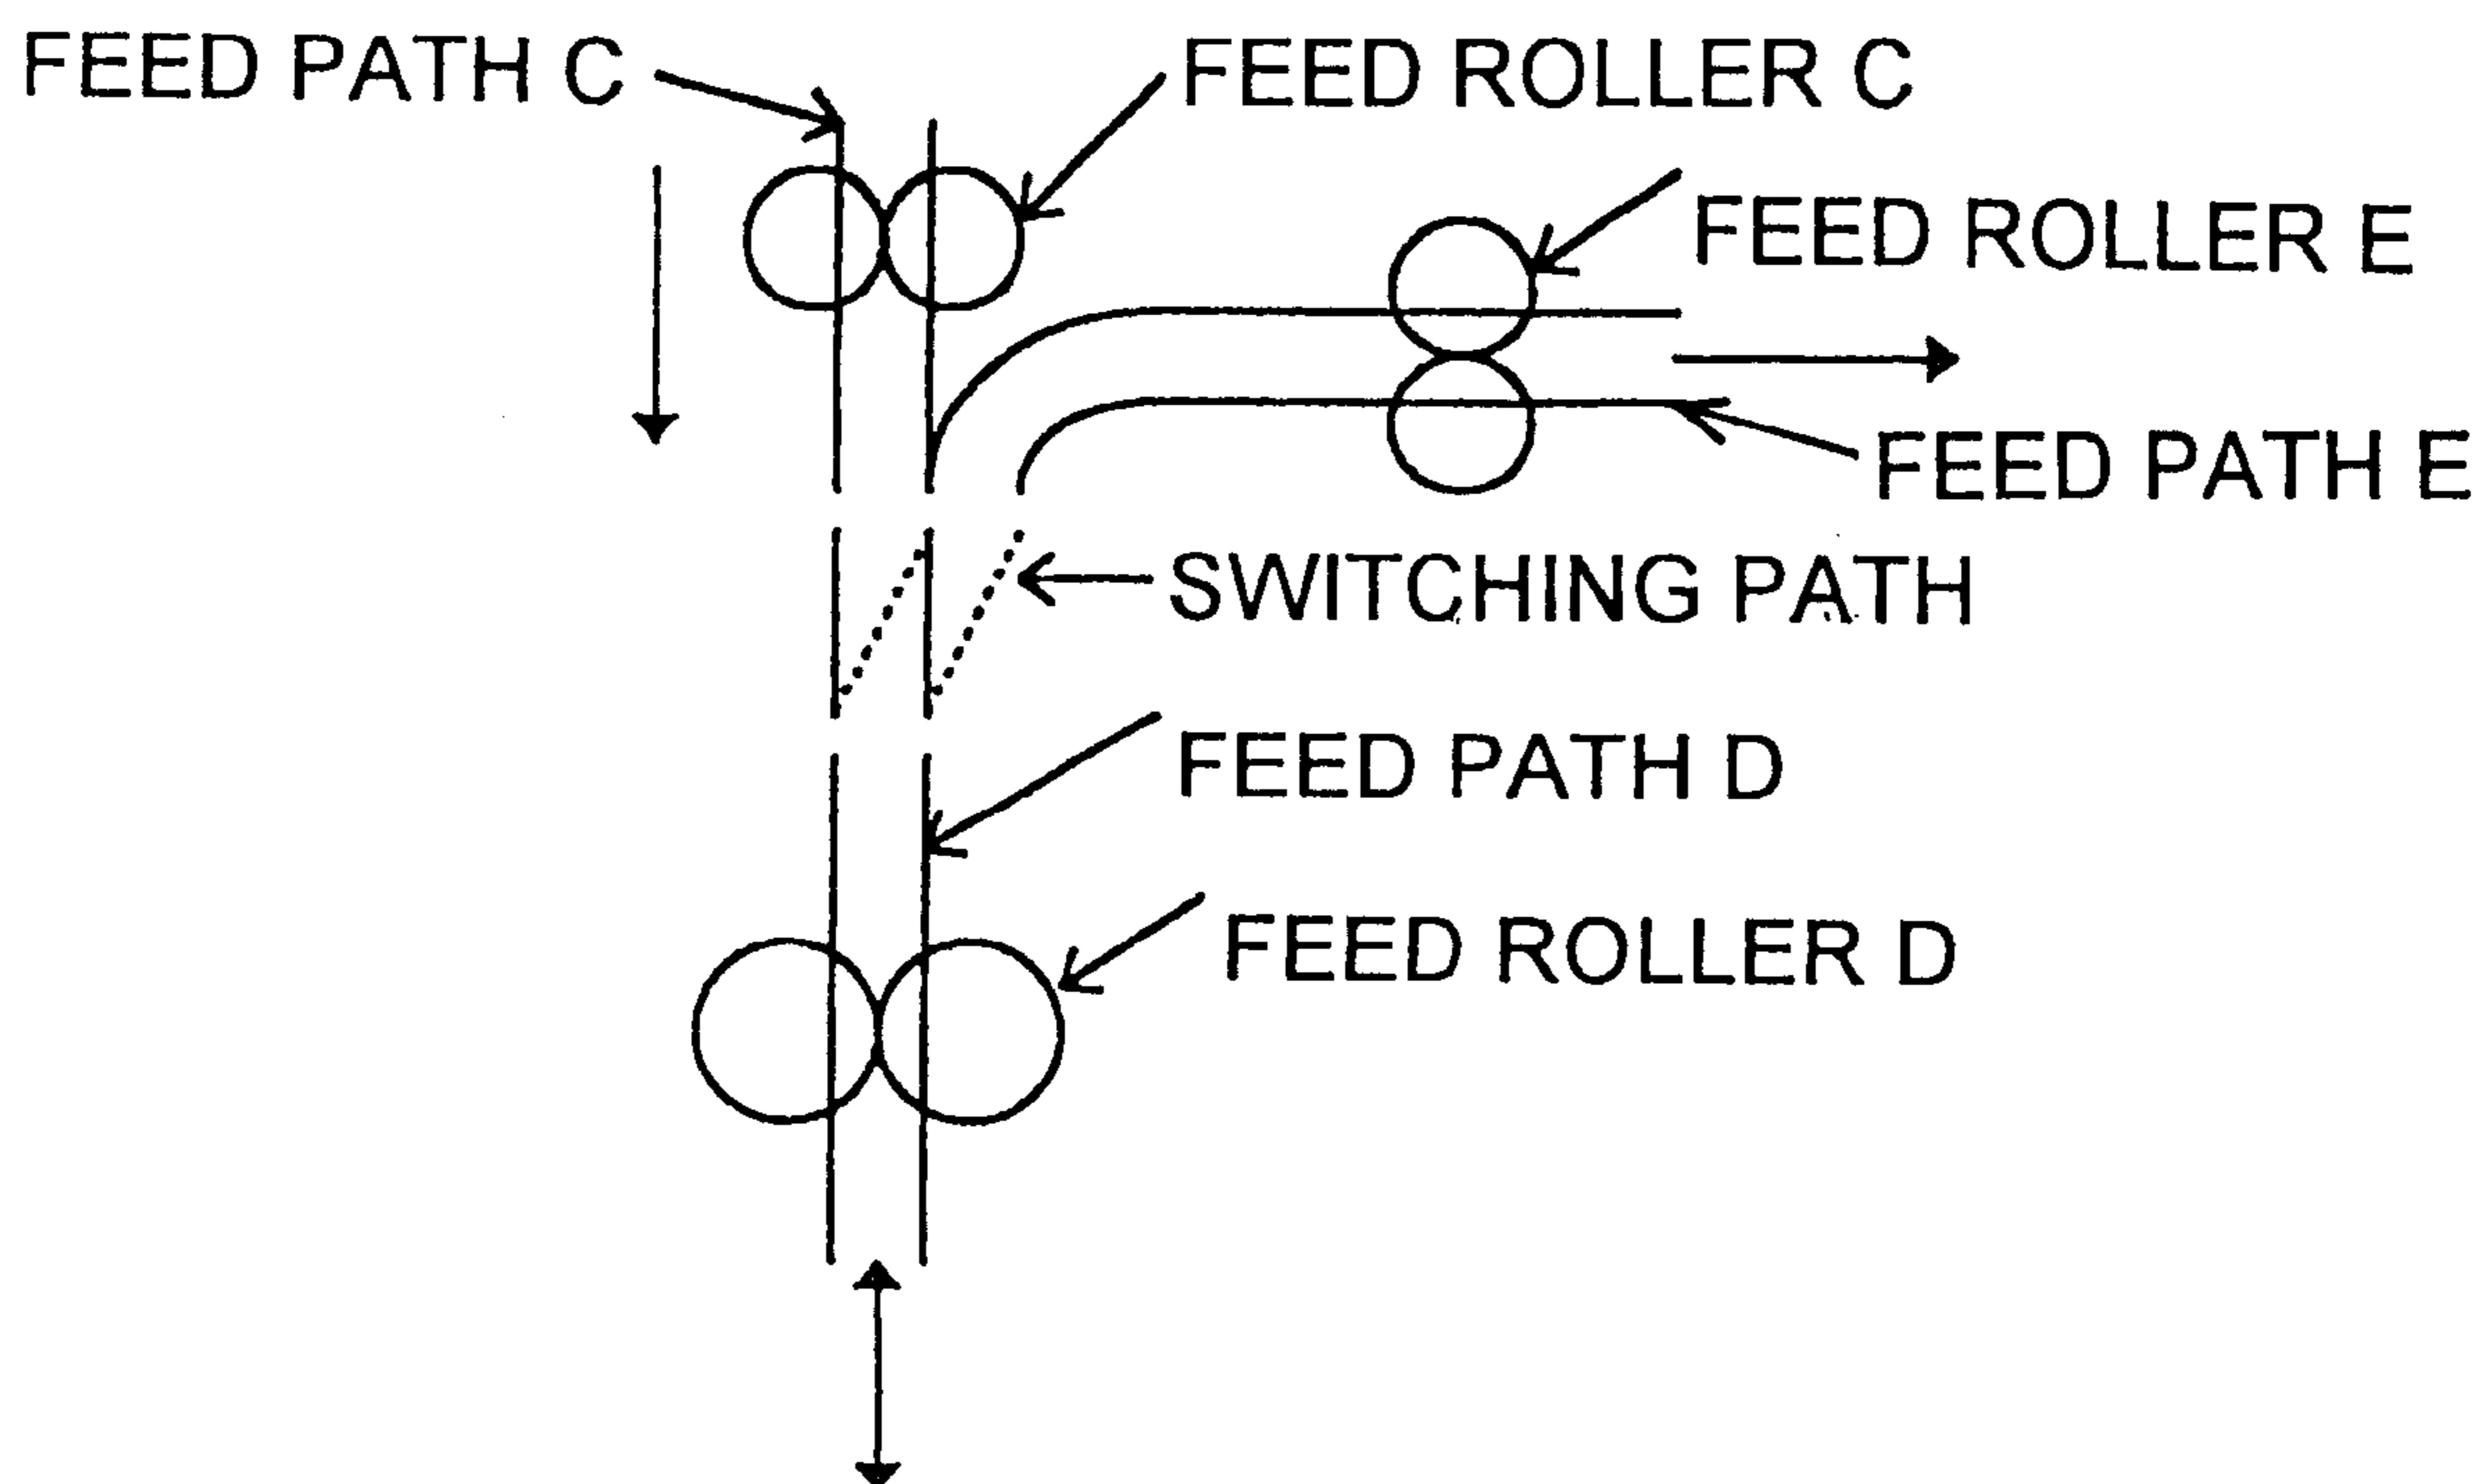 FEED PATH C
FEED ROLLER C
FEED ROLLER E
FEED PATH E
SWITCHING PATH
FEED PATH D
FEED ROLLER D